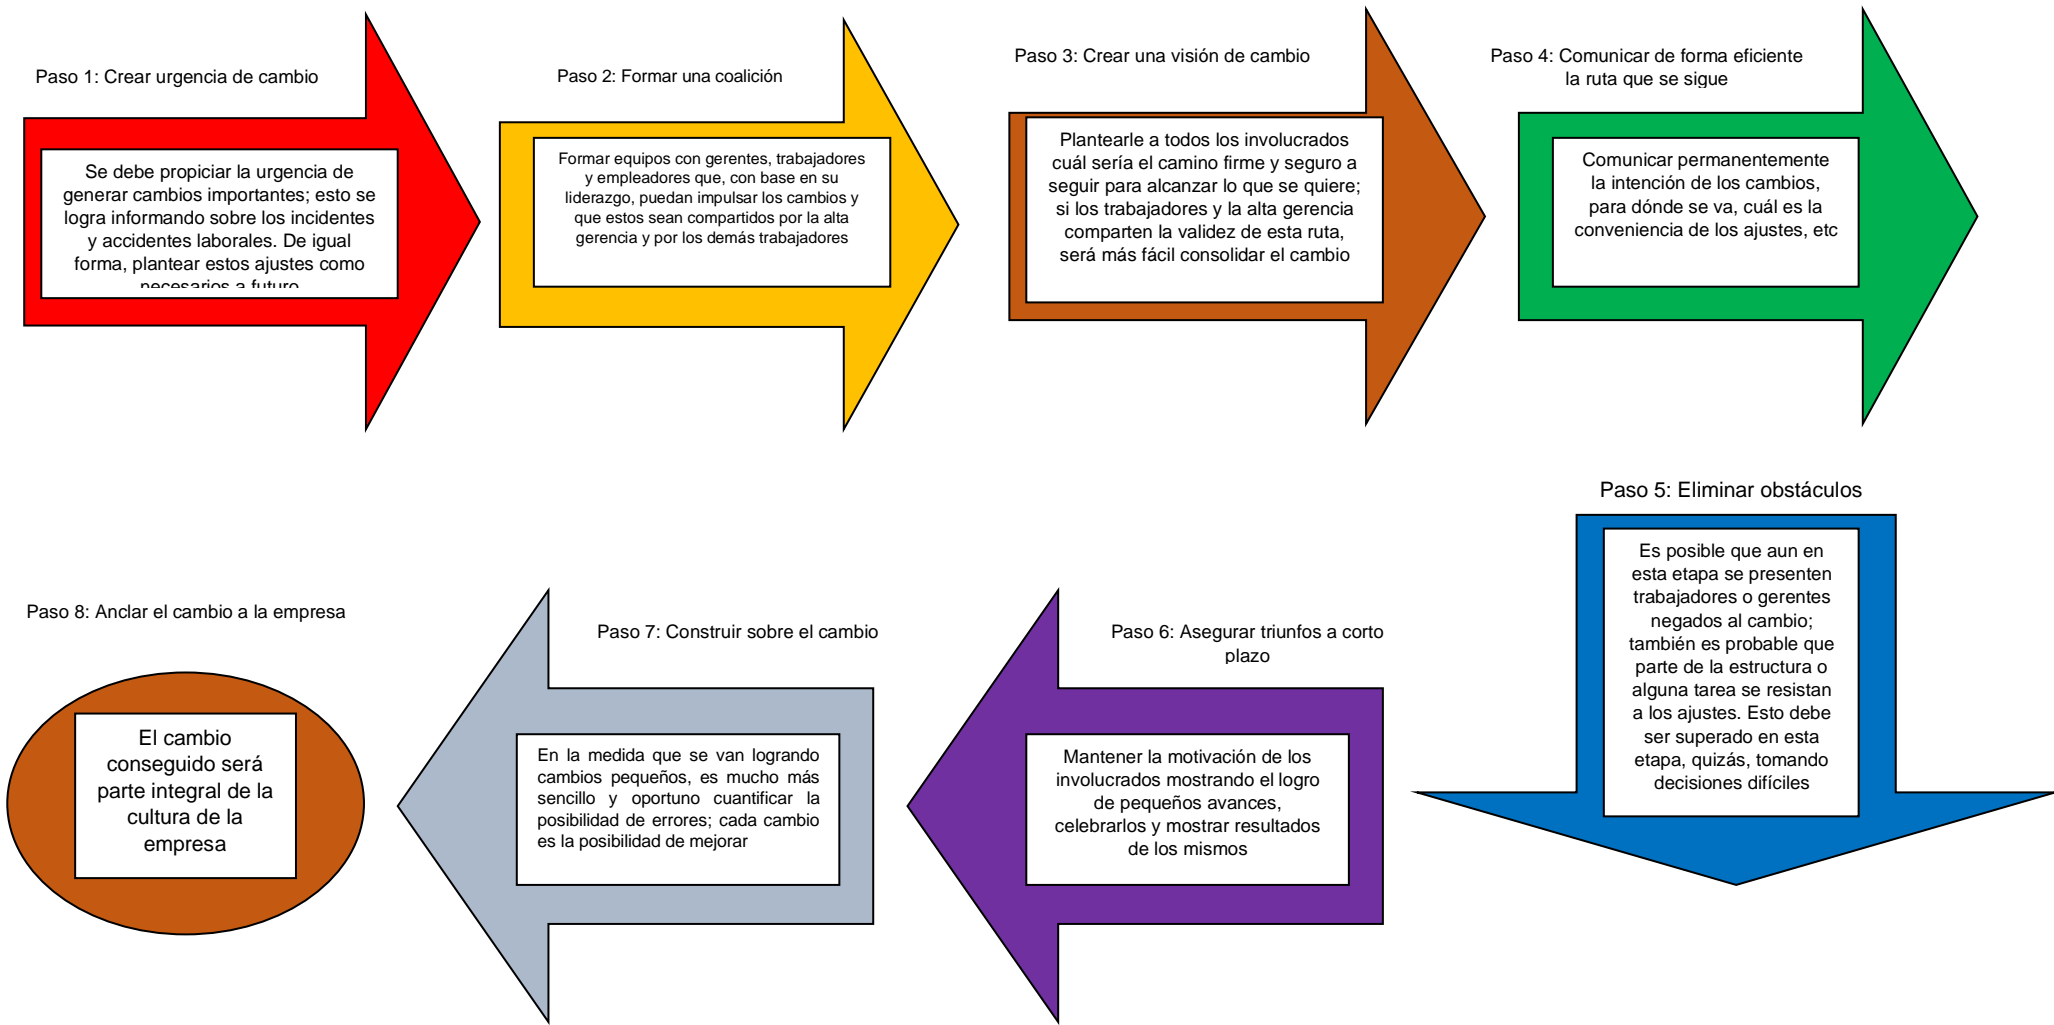 Paso 1: Crear urgencia de cambio
Se debe propiciar la urgencia de
generar cambios importantes; esto se
logra informando sobre los incidentes
y accidentes laborales. De igual
forma, plantear estos ajustes como
necesarios a futuro
Paso 2: Formar una coalición
Formar equipos con gerentes, trabajadores
y empleadores que, con base en su
liderazgo, puedan impulsar los cambios y
que estos sean compartidos por la alta
gerencia y por los demás trabajadores
Paso 3: Crear una visión de cambio
Plantearle a todos los involucrados
cuál sería el camino firme y seguro a
seguir para alcanzar lo que se quiere;
si los trabajadores y la alta gerencia
comparten la validez de esta ruta,
será más fácil consolidar el cambio
Paso 4: Comunicar de forma eficiente
la ruta que se sigue
Comunicar permanentemente
la intención de los cambios,
para dónde se va, cuál es la
conveniencia de los ajustes, etc
Paso 5: Eliminar obstáculos
Es posible que aun en
esta etapa se presenten
trabajadores o gerentes
negados al cambio;
también es probable que
parte de la estructura o
alguna tarea se resistan
a los ajustes. Esto debe
ser superado en esta
etapa, quizás, tomando
decisiones difíciles
Paso 6: Asegurar triunfos a corto
plazo
Mantener la motivación de los
involucrados mostrando el logro
de pequeños avances,
celebrarlos y mostrar resultados
de los mismos
Paso 7: Construir sobre el cambio
En la medida que se van logrando
cambios pequeños, es mucho más
sencillo y oportuno cuantificar la
posibilidad de errores; cada cambio
es la posibilidad de mejorar
Paso 8: Anclar el cambio a la empresa
El cambio
conseguido será
parte integral de la
cultura de la
empresa